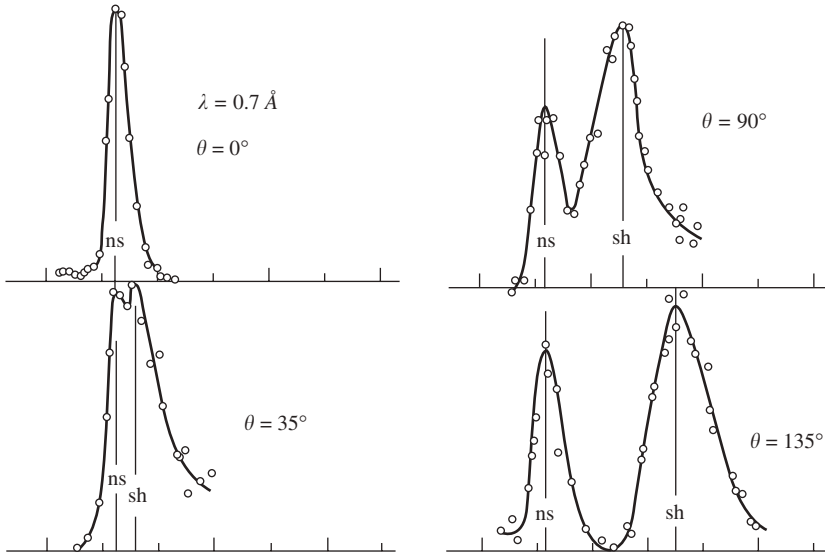 λ = 0.7 Å
θ = 0°
ns
θ = 35°
ns
sh
θ = 90°
ns
sh
θ = 135°
ns
sh